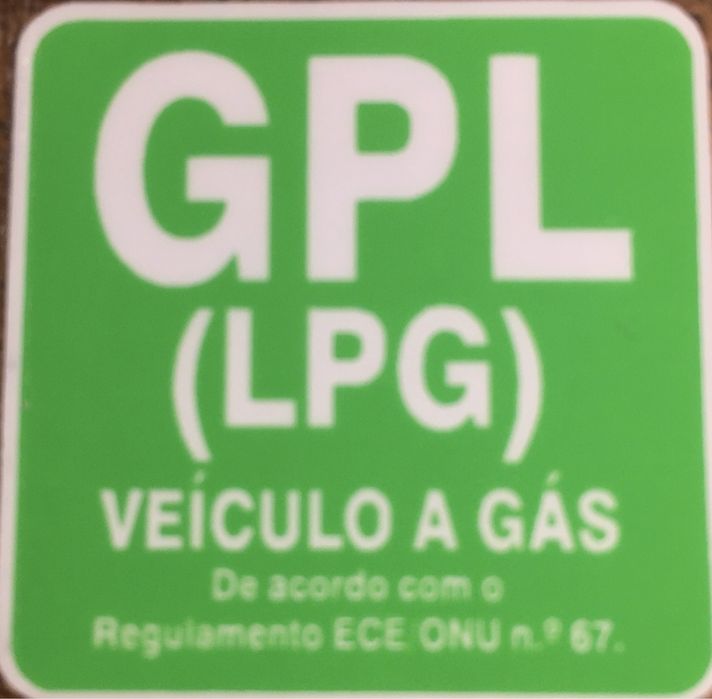 GPL
(LPG)
VEÍCULO A GÁS
De acordo com o
Regulamento ECE/ONU n.º 67.